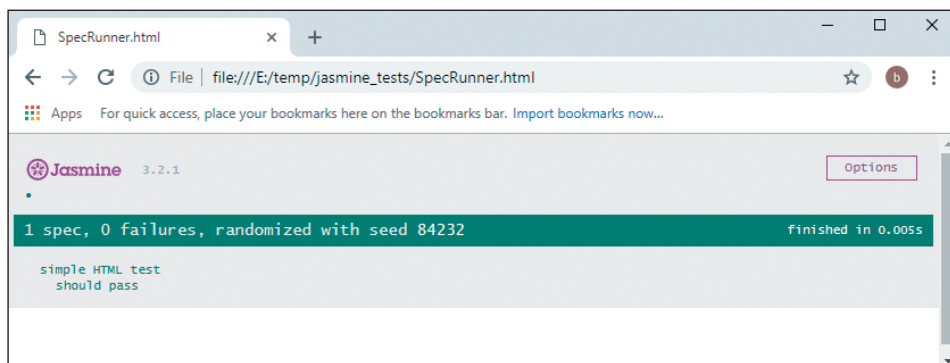 SpecRunner.html
File | file:///E:/temp/jasmine_tests/SpecRunner.html
b
Apps For quick access, place your bookmarks here on the bookmarks bar. Import bookmarks now...
Jasmine 3.2.1
Options
1 spec, 0 failures, randomized with seed 84232
finished in 0.005s
simple HTML test
should pass